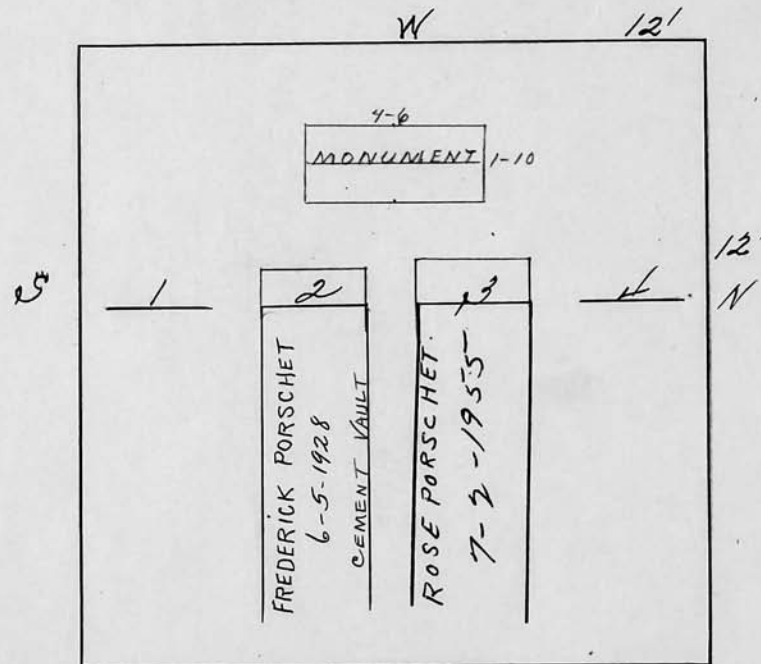 W 12'
4-6
MONUMENT 1-10
12'
S 1 2 3 4 N
FREDERICK PORSCHET
6-5-1928
CEMENT VAULT
ROSE PORSCHET.
7-2-1955